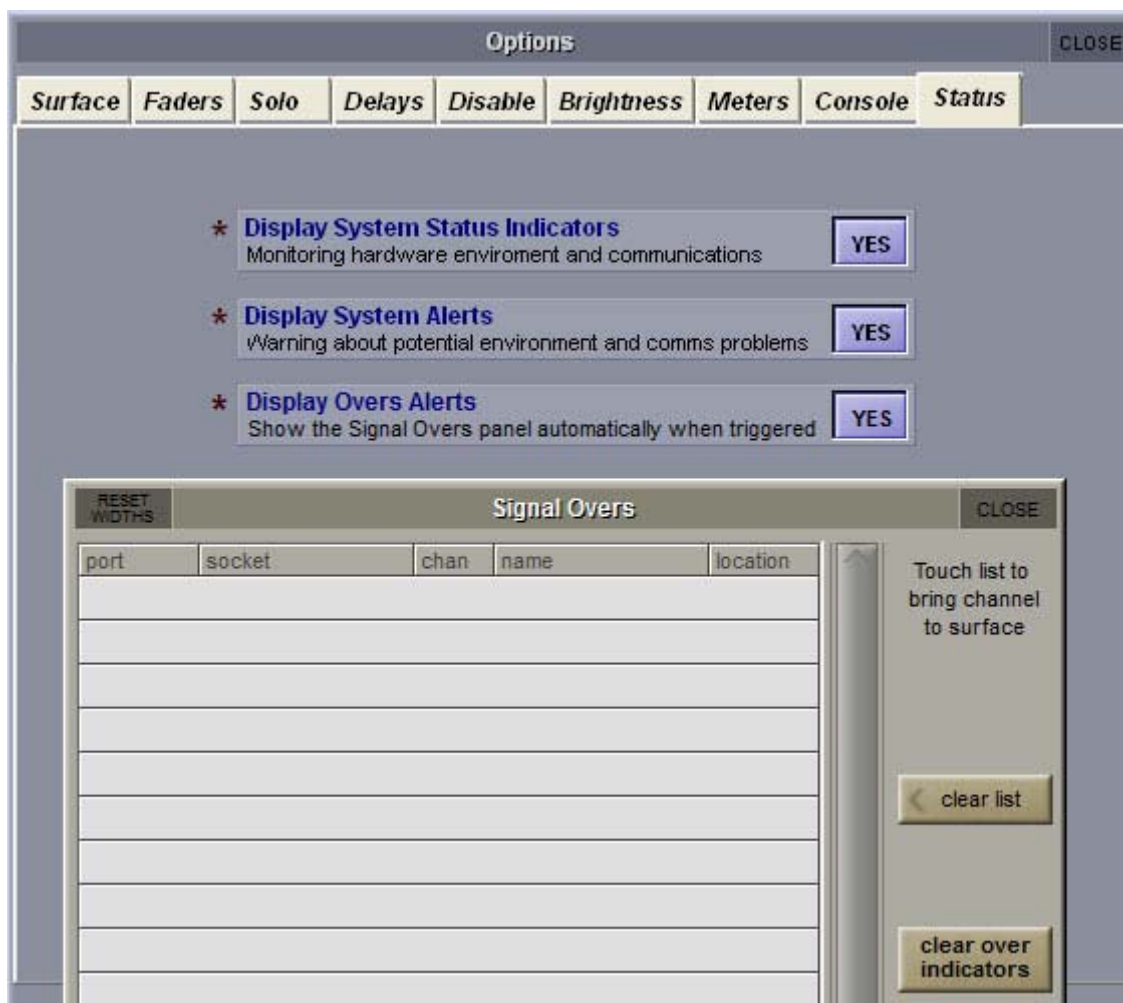 Options
CLOSE
Surface Faders Solo Delays Disable Brightness Meters Console Status
* Display System Status Indicators
Monitoring hardware enviroment and communications
YES
* Display System Alerts
Warning about potential environment and comms problems
YES
* Display Overs Alerts
Show the Signal Overs panel automatically when triggered
YES
RESET
WIDTHS
Signal Overs
CLOSE
port socket chan name location
Touch list to
bring channel
to surface
clear list
clear over
indicators